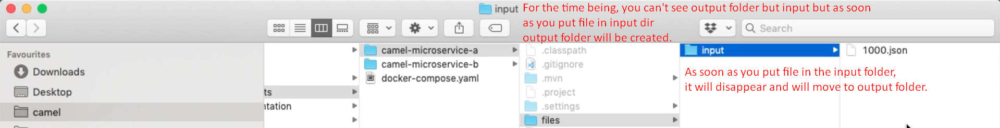 input
For the time being, you can't see output folder but input but as soon
as you put file in input dir
output folder will be created.
Search
Favourites
Downloads
Desktop
camel
ts
ntation
camel-microservice-a
camel-microservice-b
docker-compose.yaml
.classpath
.gitignore
.mvn
.project
.settings
files
input
As soon as you put file in the input folder,
it will disappear and will move to output folder.
1000.json